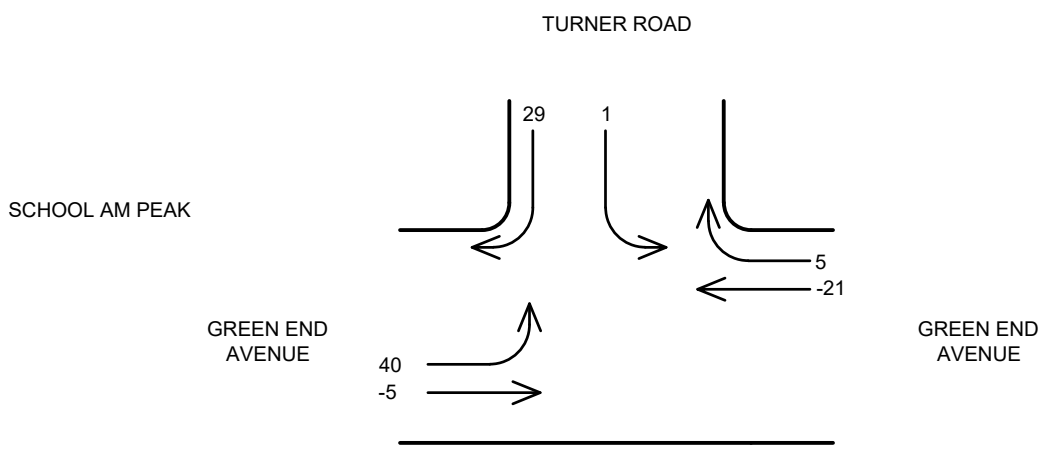 TURNER ROAD
29
1
SCHOOL AM PEAK
5
-21
GREEN END
AVENUE
GREEN END
AVENUE
40
-5